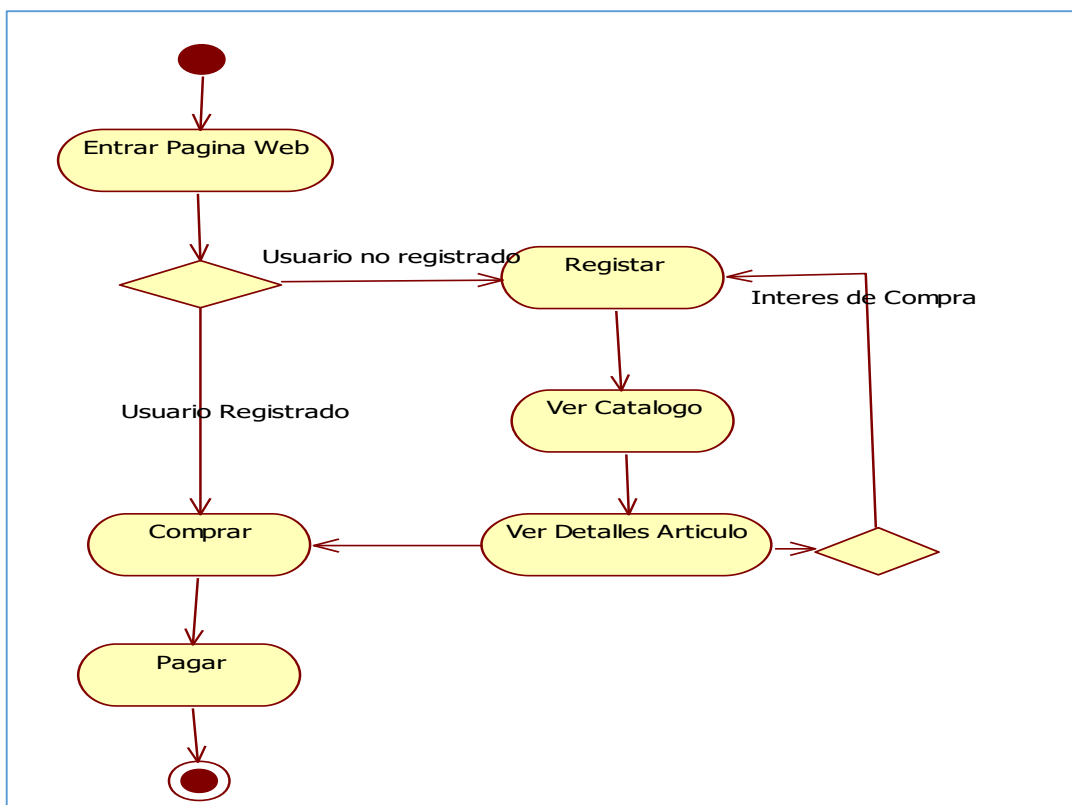 Entrar Pagina Web
Usuario no registrado
Registar
Interes de Compra
Usuario Registrado
Ver Catalogo
Comprar
Ver Detalles Articulo
Pagar